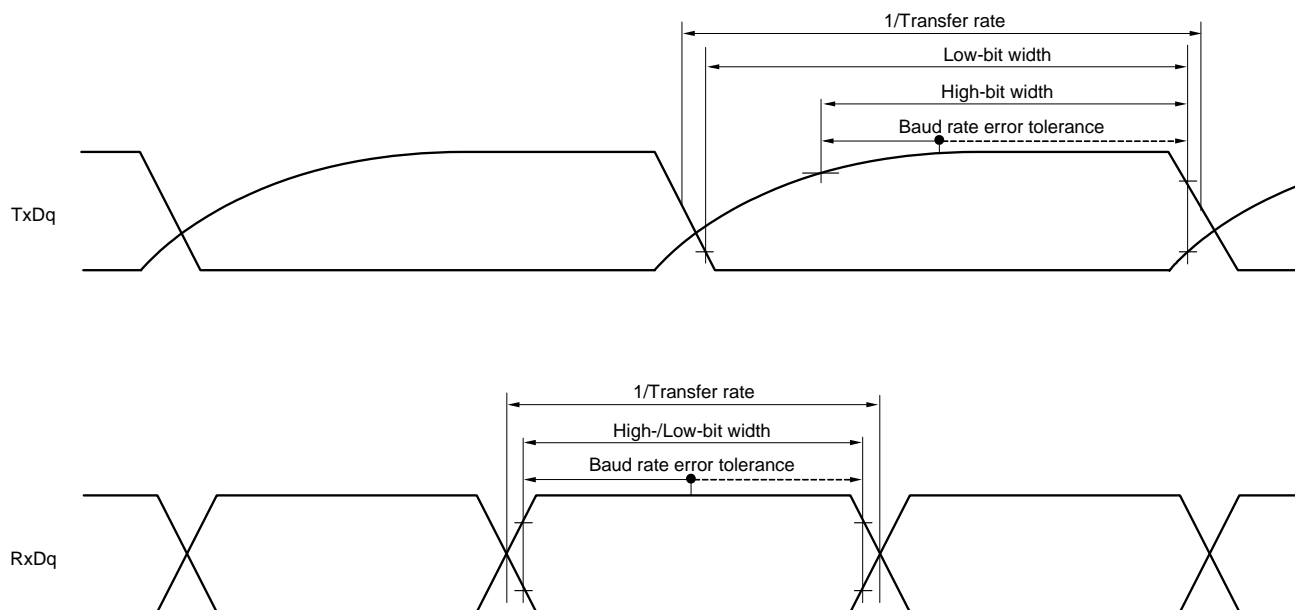 1/Transfer rate
Low-bit width
High-bit width
Baud rate error tolerance
TxDq
1/Transfer rate
High-/Low-bit width
Baud rate error tolerance
RxDq